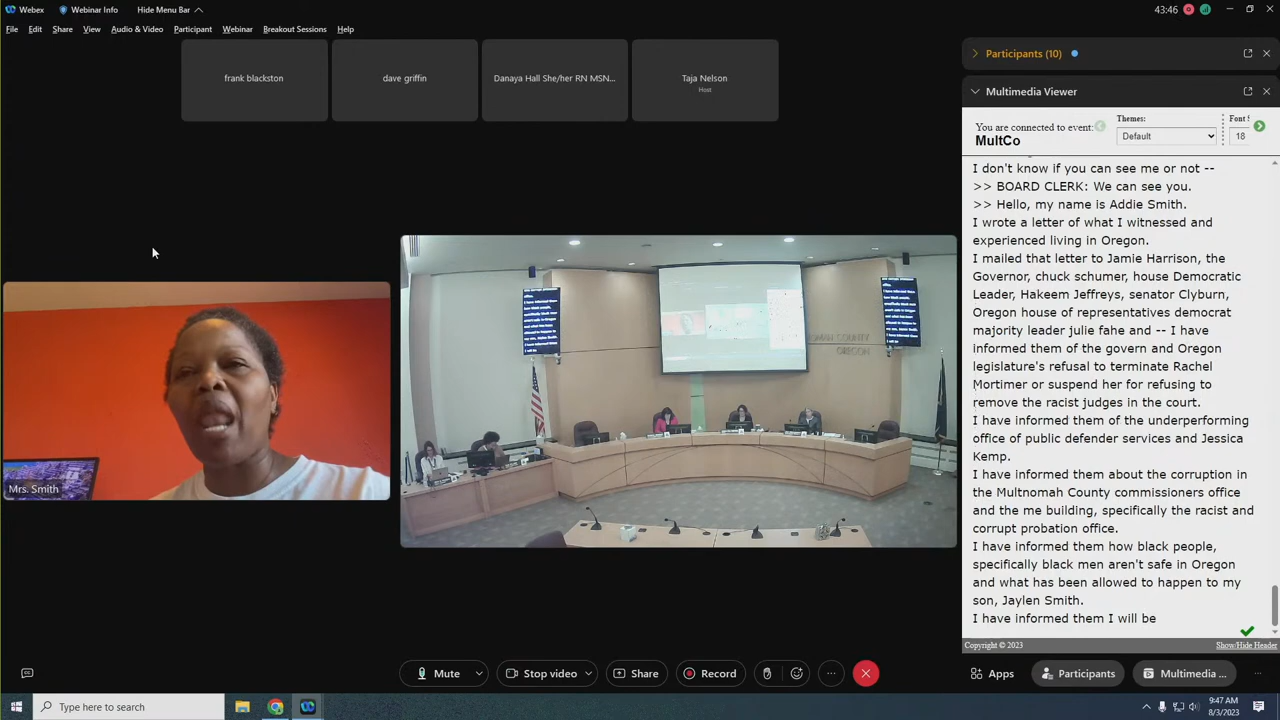 Webex
Webinar Info
Hide Menu Bar
43:46
File
Edit
Share
View
Audio & Video
Participant
Webinar
Breakout Sessions
Help
frank blackston
dave griffin
Danaya Hall She/her RN MSN...
Taja Nelson
Host
Mrs. Smith
OMAN COUNTY
OREGON
Participants (10)
Multimedia Viewer
You are connected to event:
MultCo
Themes:
Default
Font S
18
I don't know if you can see me or not --
>> BOARD CLERK: We can see you.
>> Hello, my name is Addie Smith.
I wrote a letter of what I witnessed and
experienced living in Oregon.
I mailed that letter to Jamie Harrison, the
Governor, chuck schumer, house Democratic
Leader, Hakeem Jeffreys, senator Clyburn,
Oregon house of representatives democrat
majority leader julie fahe and -- I have
informed them of the govern and Oregon
legislature's refusal to terminate Rachel
Mortimer or suspend her for refusing to
remove the racist judges in the court.
I have informed them of the underperforming
office of public defender services and Jessica
Kemp.
I have informed them about the corruption in
the Multnomah County commissioners office
and the me building, specifically the racist and
corrupt probation office.
I have informed them how black people,
specifically black men aren't safe in Oregon
and what has been allowed to happen to my
son, Jaylen Smith.
I have informed them I will be
Copyright © 2023
Show/Hide Header
Mute
Stop video
Share
Record
Apps
Participants
Multimedia ...
Type here to search
9:47 AM
8/3/2023